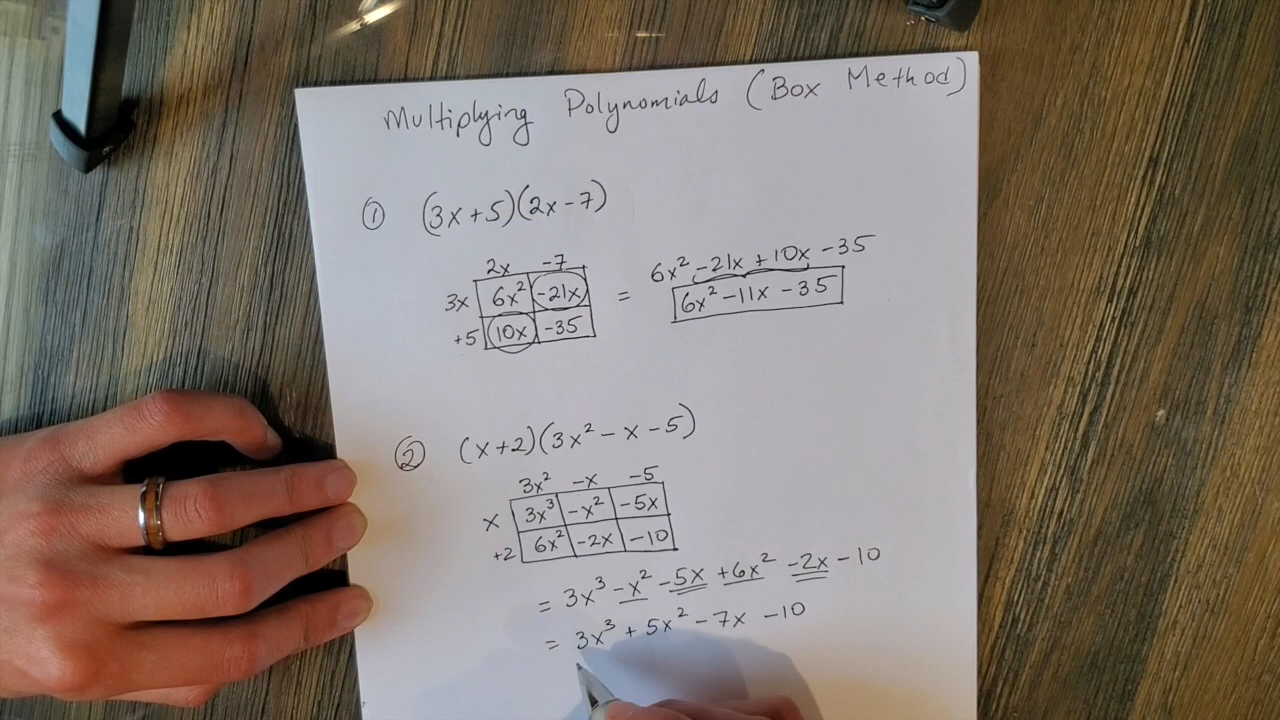 Multiplying Polynomials (Box Method)
① (3x+5)(2x-7)
2x -7
3x 6x² -21x
+5 10x -35
= 6x² -21x +10x -35
6x² -11x -35
② (x+2)(3x² - x - 5)
3x² -x -5
x 3x³ -x² -5x
+2 6x² -2x -10
= 3x³ -x² -5x +6x² -2x -10
= 3x³ + 5x² - 7x - 10